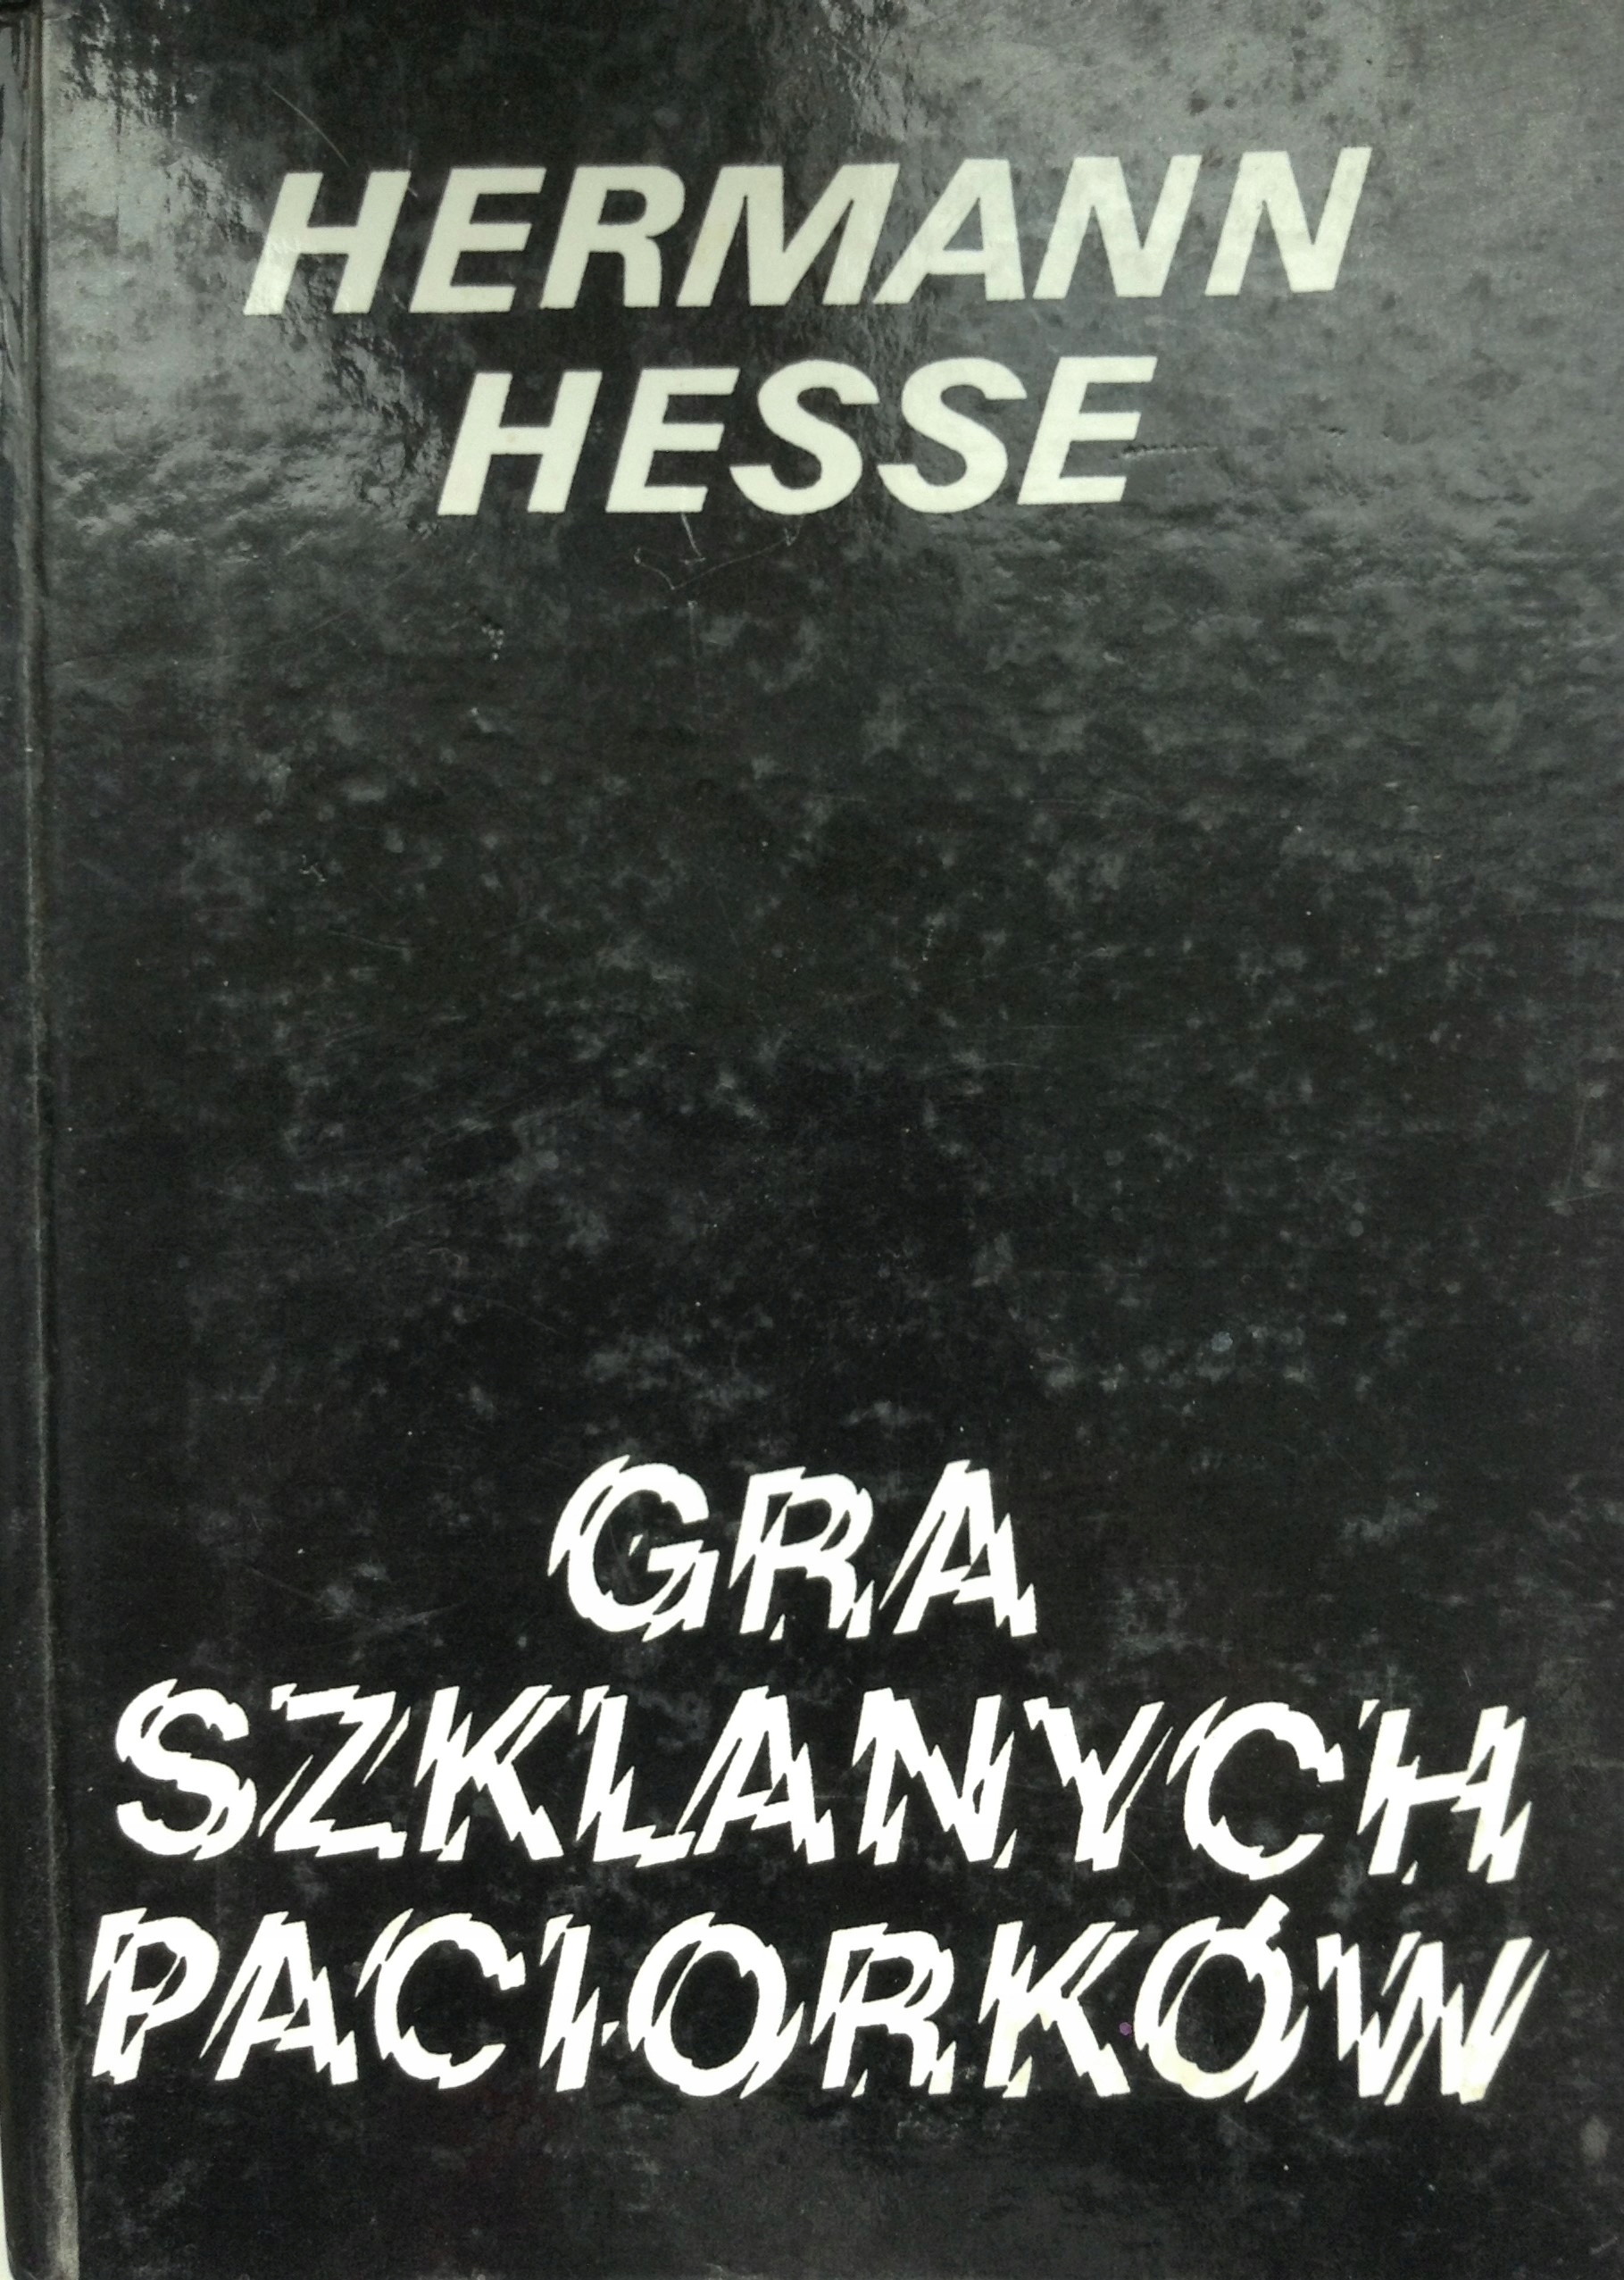 HERMANN
HESSE
GRA
SZKLANYCH
PACIORKÓW